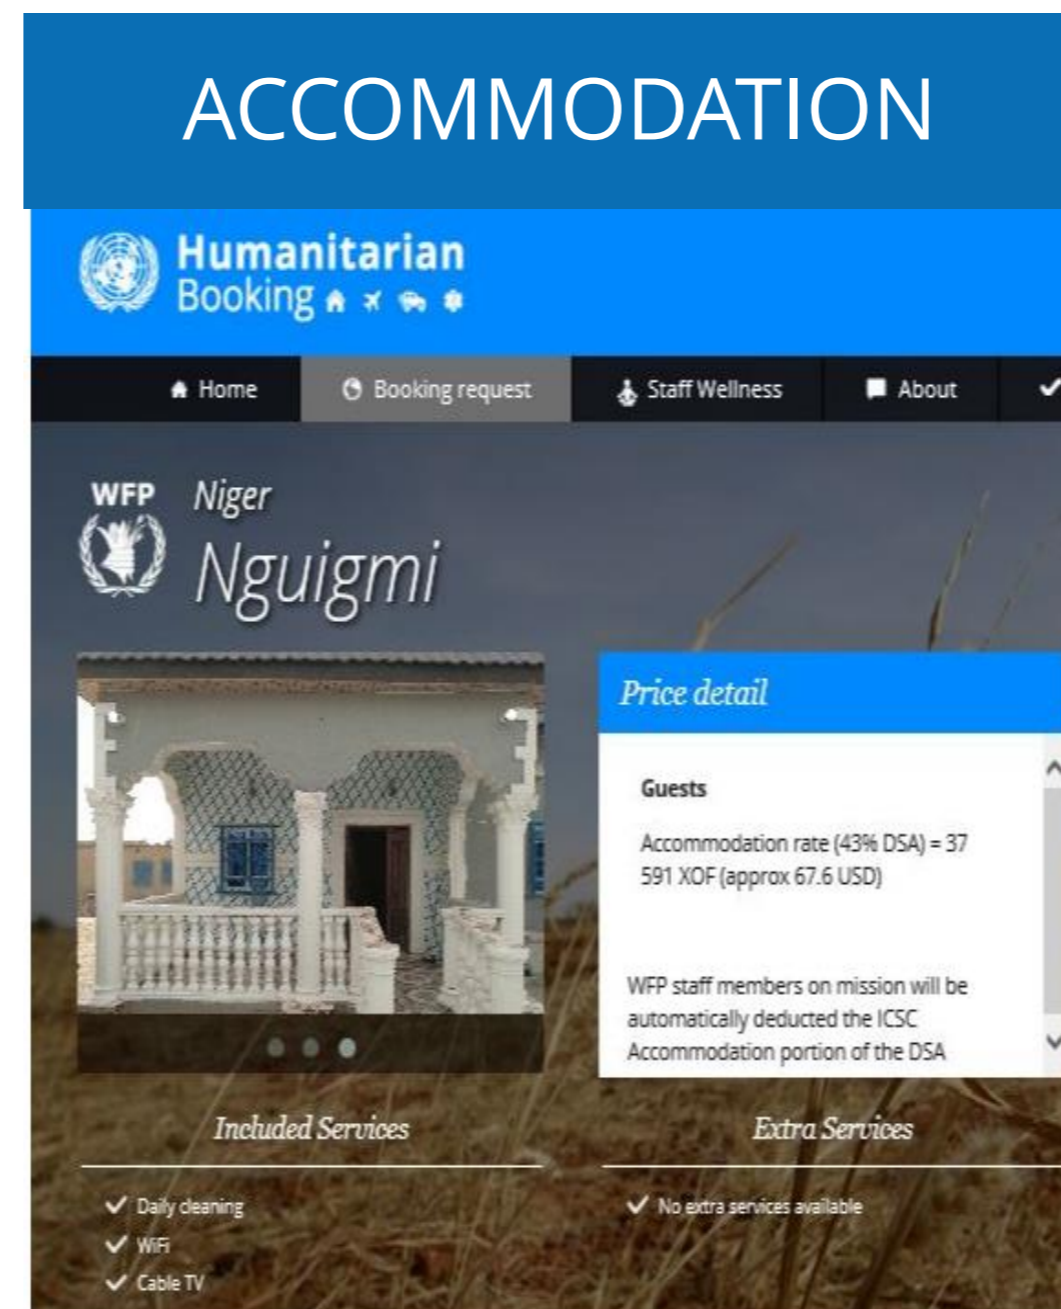 ACCOMMODATION
Humanitarian
Booking
Home
Booking request
Staff Wellness
About
WFP
Niger
Nguigmi
Price detail
Guests
Accommodation rate (43% DSA) = 37
591 XOF (approx 67.6 USD)
WFP staff members on mission will be
automatically deducted the ICSC
Accommodation portion of the DSA
Included Services
Daily cleaning
WiFi
Cable TV
Extra Services
No extra services available